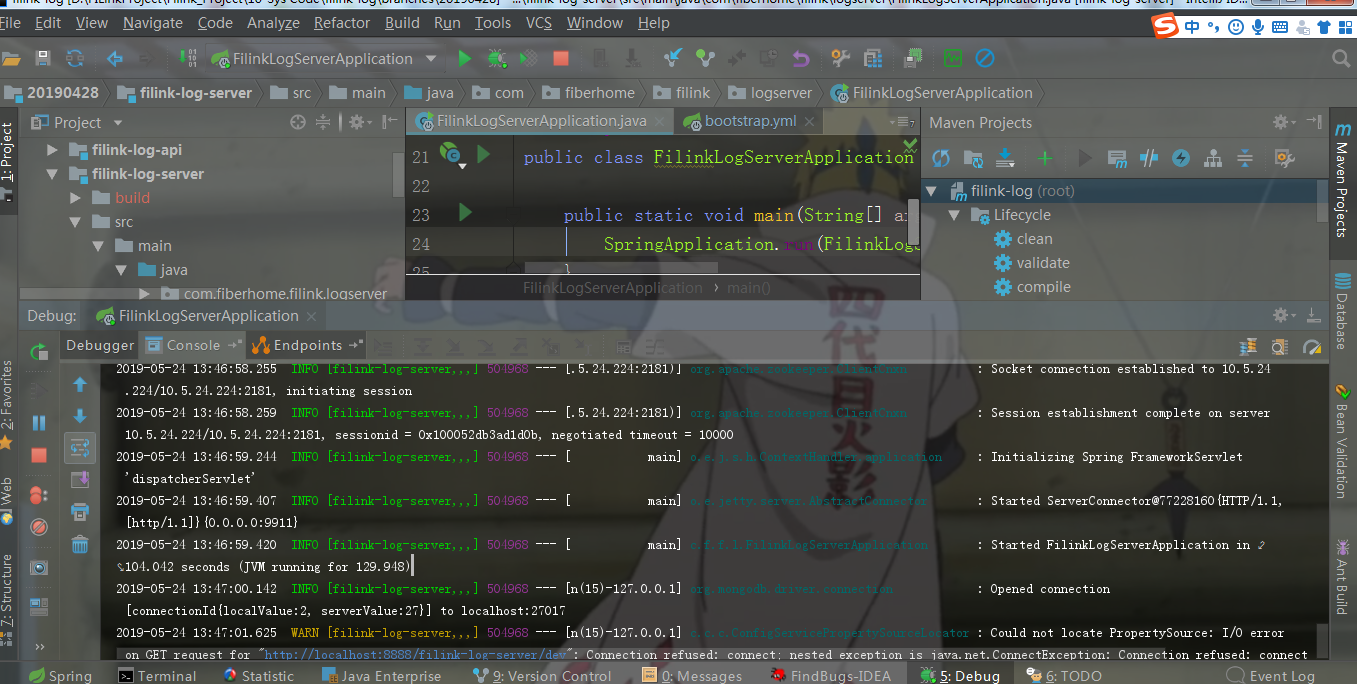 File Edit View Navigate Code Analyze Refactor Build Run Tools VCS Window Help
中
FilinkLogServerApplication
20190428 filink-log-server src main java com fiberhome filink logserver FilinkLogServerApplication
Project
FilinkLogServerApplication.java bootstrap.yml
Maven Projects
filink-log-api
filink-log-server
build
src
main
java
com.fiberhome.filink.logserver
21 public class FilinkLogServerApplication
22
23 public static void main(String[] ar
24 SpringApplication.run(FilinkLogS
25 }
FilinkLogServerApplication › main()
filink-log (root)
Lifecycle
clean
validate
compile
1: Project
2: Favorites
Web
7: Structure
Maven Projects
Database
Bean Validation
Ant Build
四代目火影
Debug: FilinkLogServerApplication
Debugger Console Endpoints
2019-05-24 13:46:58.255 INFO [filink-log-server,,,] 504968 --- [.5.24.224:2181)] org.apache.zookeeper.ClientCnxn : Socket connection established to 10.5.24
.224/10.5.24.224:2181, initiating session
2019-05-24 13:46:58.259 INFO [filink-log-server,,,] 504968 --- [.5.24.224:2181)] org.apache.zookeeper.ClientCnxn : Session establishment complete on server
10.5.24.224/10.5.24.224:2181, sessionid = 0x100052db3ad1d0b, negotiated timeout = 10000
2019-05-24 13:46:59.244 INFO [filink-log-server,,,] 504968 --- [ main] o.e.j.s.h.ContextHandler.application : Initializing Spring FrameworkServlet
'dispatcherServlet'
2019-05-24 13:46:59.407 INFO [filink-log-server,,,] 504968 --- [ main] o.e.jetty.server.AbstractConnector : Started ServerConnector@77228160{HTTP/1.1,
[http/1.1]}{0.0.0.0:9911}
2019-05-24 13:46:59.420 INFO [filink-log-server,,,] 504968 --- [ main] c.f.f.l.FilinkLogServerApplication : Started FilinkLogServerApplication in
104.042 seconds (JVM running for 129.948)
2019-05-24 13:47:00.142 INFO [filink-log-server,,,] 504968 --- [n(15)-127.0.0.1] org.mongodb.driver.connection : Opened connection
[connectionId{localValue:2, serverValue:27}] to localhost:27017
2019-05-24 13:47:01.625 WARN [filink-log-server,,,] 504968 --- [n(15)-127.0.0.1] c.c.c.ConfigServicePropertySourceLocator : Could not locate PropertySource: I/O error
on GET request for "http://localhost:8888/filink-log-server/dev": Connection refused: connect; nested exception is java.net.ConnectException: Connection refused: connect
Spring Terminal Statistic Java Enterprise 9: Version Control 0: Messages FindBugs-IDEA 5: Debug 6: TODO Event Log